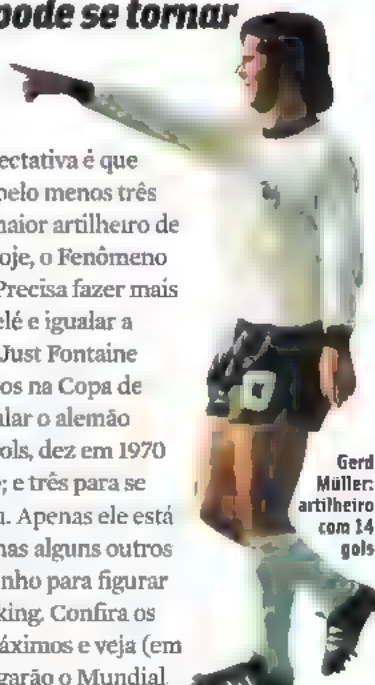 pode se tornar
ectativa é que
pelo menos três
maior artilheiro de
oje, o Fenômeno
Precisa fazer mais
elé e igualar a
Just Fontaine
os na Copa de
alar o alemão
ols, dez em 1970
; e três para se
u. Apenas ele está
nas alguns outros
nho para figurar
king. Confira os
áximos e veja (em
garão o Mundial.
Gerd
Müller:
artilheiro
com 14
gols